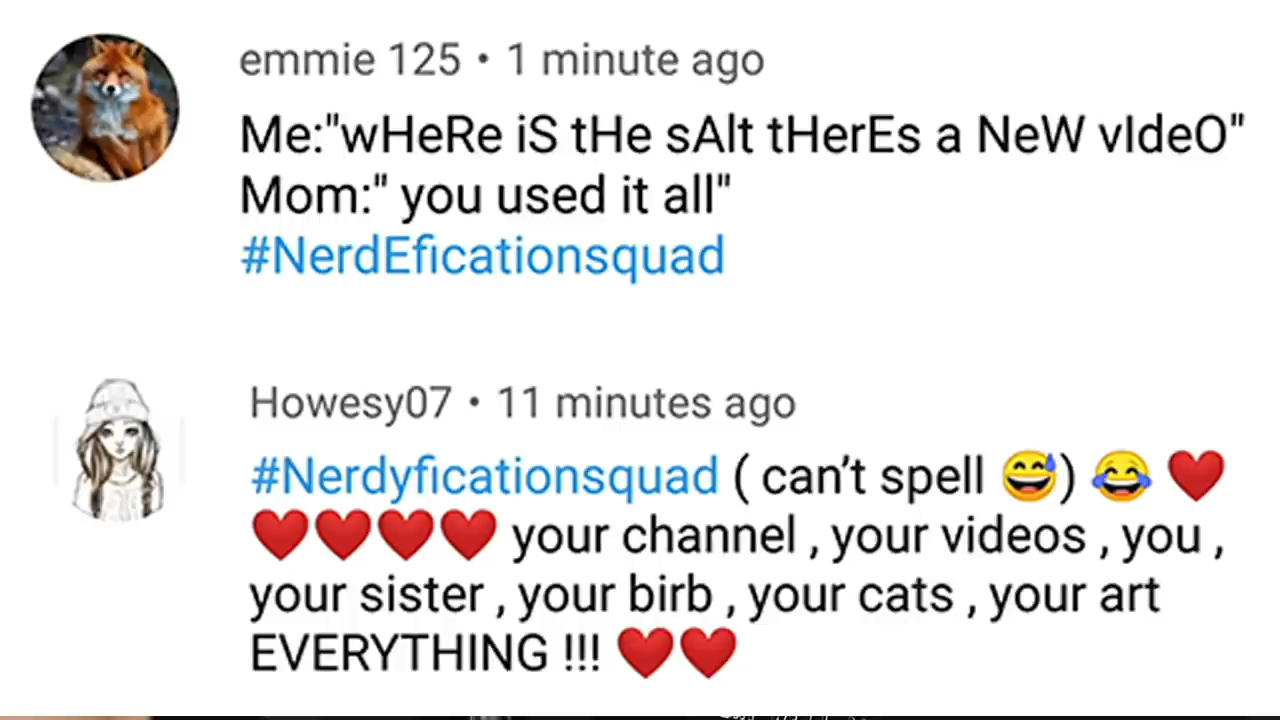 emmie 125 • 1 minute ago
Me:"wHeRe iS tHe sAlt tHerEs a NeW vIdeO"
Mom:" you used it all"
#NerdEficationsquad
Howesy07 • 11 minutes ago
#Nerdyficationsquad ( can’t spell 😅) 😂 ❤️
❤️❤️❤️❤️ your channel , your videos , you ,
your sister , your birb , your cats , your art
EVERYTHING !!! ❤️❤️